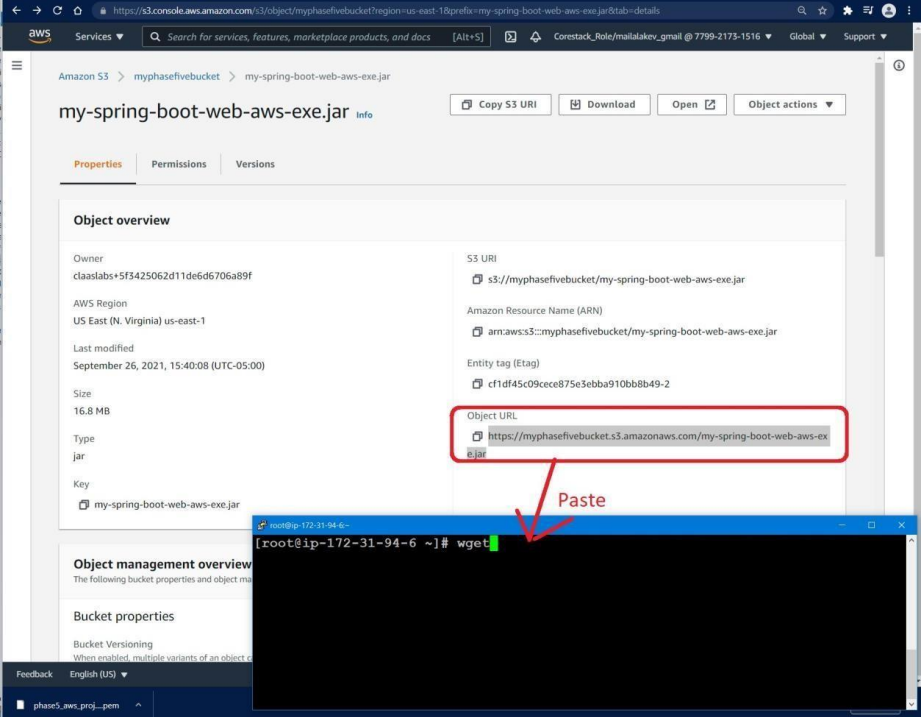 https://s3.console.aws.amazon.com/s3/object/myphasefivebucket?region=us-east-1&prefix=my-spring-boot-web-aws-exe.jar&tab=details
aws Services ▼ Search for services, features, marketplace products, and docs [Alt+S] Corestack_Role/mailalakev_gmail @ 7799-2173-1516 ▼ Global ▼ Support ▼
Amazon S3 > myphasefivebucket > my-spring-boot-web-aws-exe.jar
my-spring-boot-web-aws-exe.jar Info
Copy S3 URI Download Open Object actions ▼
Properties Permissions Versions
Object overview
Owner
claaslabs+5f3425062d11de6d6706a89f
AWS Region
US East (N. Virginia) us-east-1
Last modified
September 26, 2021, 15:40:08 (UTC-05:00)
Size
16.8 MB
Type
jar
Key
my-spring-boot-web-aws-exe.jar
S3 URI
s3://myphasefivebucket/my-spring-boot-web-aws-exe.jar
Amazon Resource Name (ARN)
arn:aws:s3:::myphasefivebucket/my-spring-boot-web-aws-exe.jar
Entity tag (Etag)
cf1df45c09cece875e3ebba910bb8b49-2
Object URL
https://myphasefivebucket.s3.amazonaws.com/my-spring-boot-web-aws-ex
e.jar
Paste
root@ip-172-31-94-6:~
[root@ip-172-31-94-6 ~]# wget
Object management overview
The following bucket properties and object ma
Bucket properties
Bucket Versioning
When enabled, multiple variants of an object c
Feedback English (US) ▼
phase5_aws_proj....pem